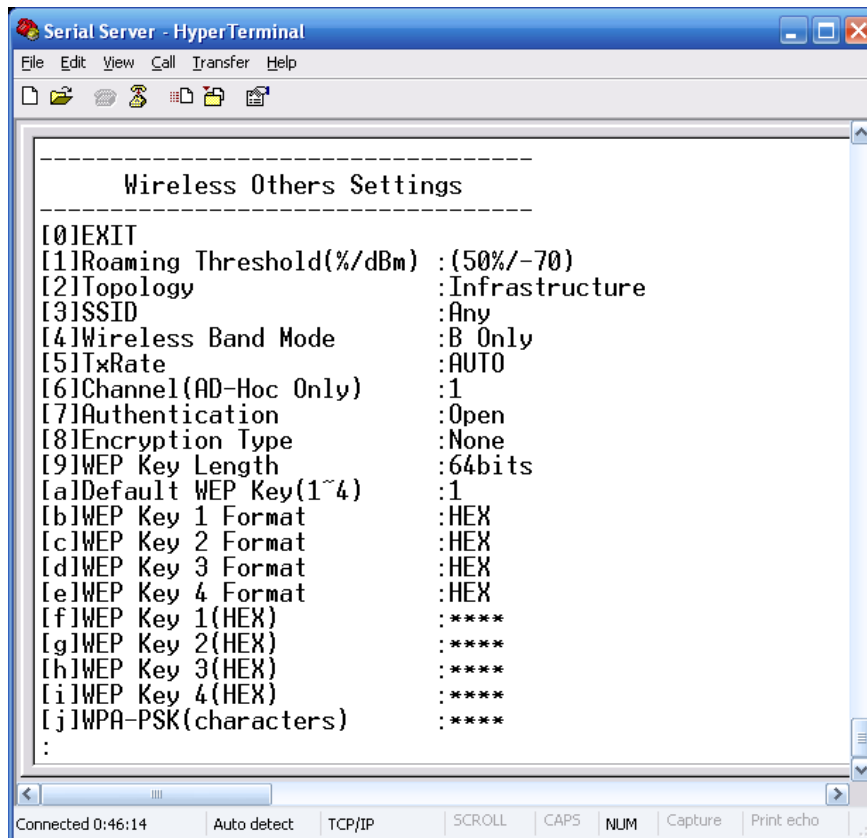 Serial Server - HyperTerminal
File Edit View Call Transfer Help
-----------------------------------
Wireless Others Settings
-----------------------------------
[0]EXIT
[1]Roaming Threshold(%/dBm) :(50%/-70)
[2]Topology :Infrastructure
[3]SSID :Any
[4]Wireless Band Mode :B Only
[5]TxRate :AUTO
[6]Channel(AD-Hoc Only) :1
[7]Authentication :Open
[8]Encryption Type :None
[9]WEP Key Length :64bits
[a]Default WEP Key(1~4) :1
[b]WEP Key 1 Format :HEX
[c]WEP Key 2 Format :HEX
[d]WEP Key 3 Format :HEX
[e]WEP Key 4 Format :HEX
[f]WEP Key 1(HEX) :****
[g]WEP Key 2(HEX) :****
[h]WEP Key 3(HEX) :****
[i]WEP Key 4(HEX) :****
[j]WPA-PSK(characters) :****
:
Connected 0:46:14 Auto detect TCP/IP SCROLL CAPS NUM Capture Print echo